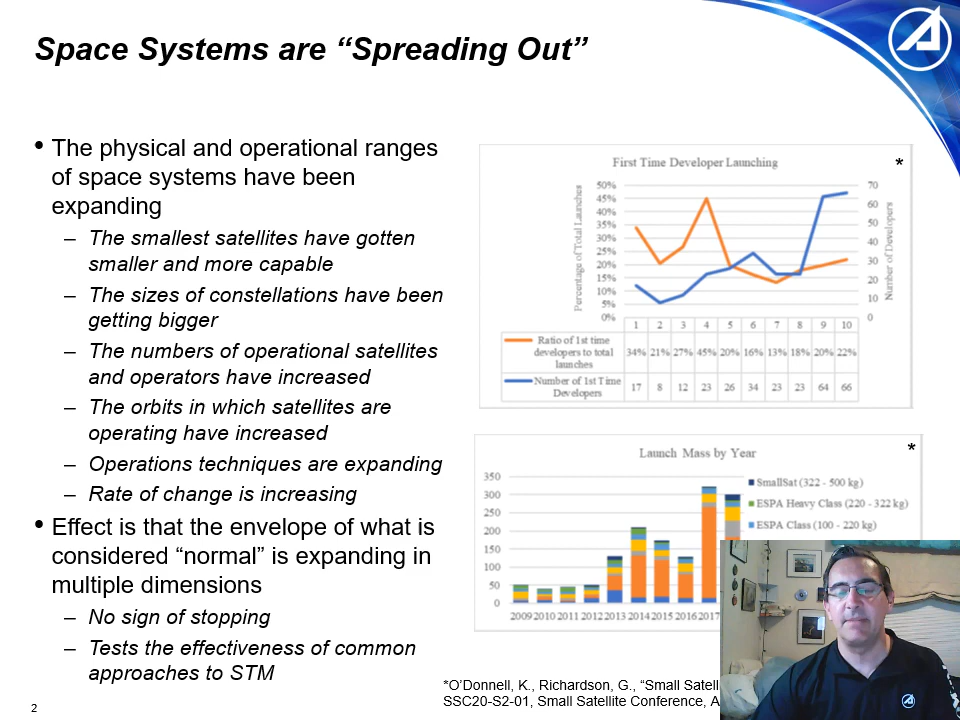 Space Systems are “Spreading Out”
• The physical and operational ranges
of space systems have been
expanding
– The smallest satellites have gotten
smaller and more capable
– The sizes of constellations have been
getting bigger
– The numbers of operational satellites
and operators have increased
– The orbits in which satellites are
operating have increased
– Operations techniques are expanding
– Rate of change is increasing
• Effect is that the envelope of what is
considered “normal” is expanding in
multiple dimensions
– No sign of stopping
– Tests the effectiveness of common
approaches to STM
2
First Time Developer Launching
*
Percentage of Total Launches
50%
45%
40%
35%
30%
25%
20%
15%
10%
5%
0%
70
60
50
40
30
20
10
0
Number of Developers
1 2 3 4 5 6 7 8 9 10
Ratio of 1st time
developers to total
launches
34% 21% 27% 45% 20% 16% 13% 18% 20% 22%
Number of 1st Time
Developers
17 8 12 23 26 34 23 23 64 66
Launch Mass by Year
*
350
300
250
200
150
100
50
0
2009 2010 2011 2012 2013 2014 2015 2016 2017
SmallSat (322 - 500 kg)
ESPA Heavy Class (220 - 322 kg)
ESPA Class (100 - 220 kg)
*O’Donnell, K., Richardson, G., “Small Satell
SSC20-S2-01, Small Satellite Conference, A